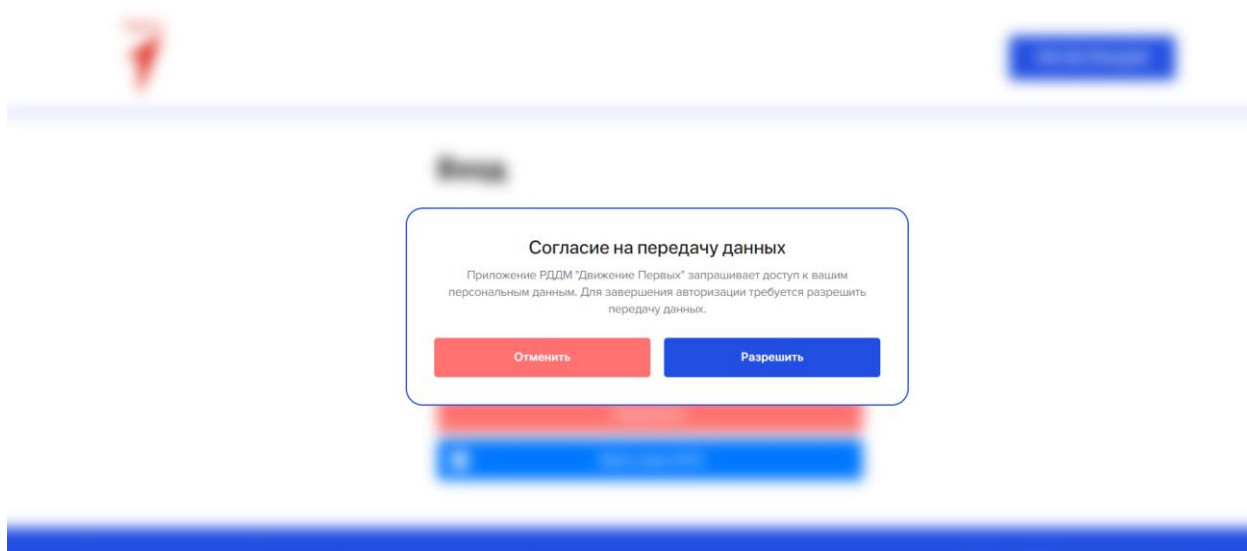 Вход
Согласие на передачу данных
Приложение РДДМ "Движение Первых" запрашивает доступ к вашим
персональным данным. Для завершения авторизации требуется разрешить
передачу данных.
Отменить
Разрешить